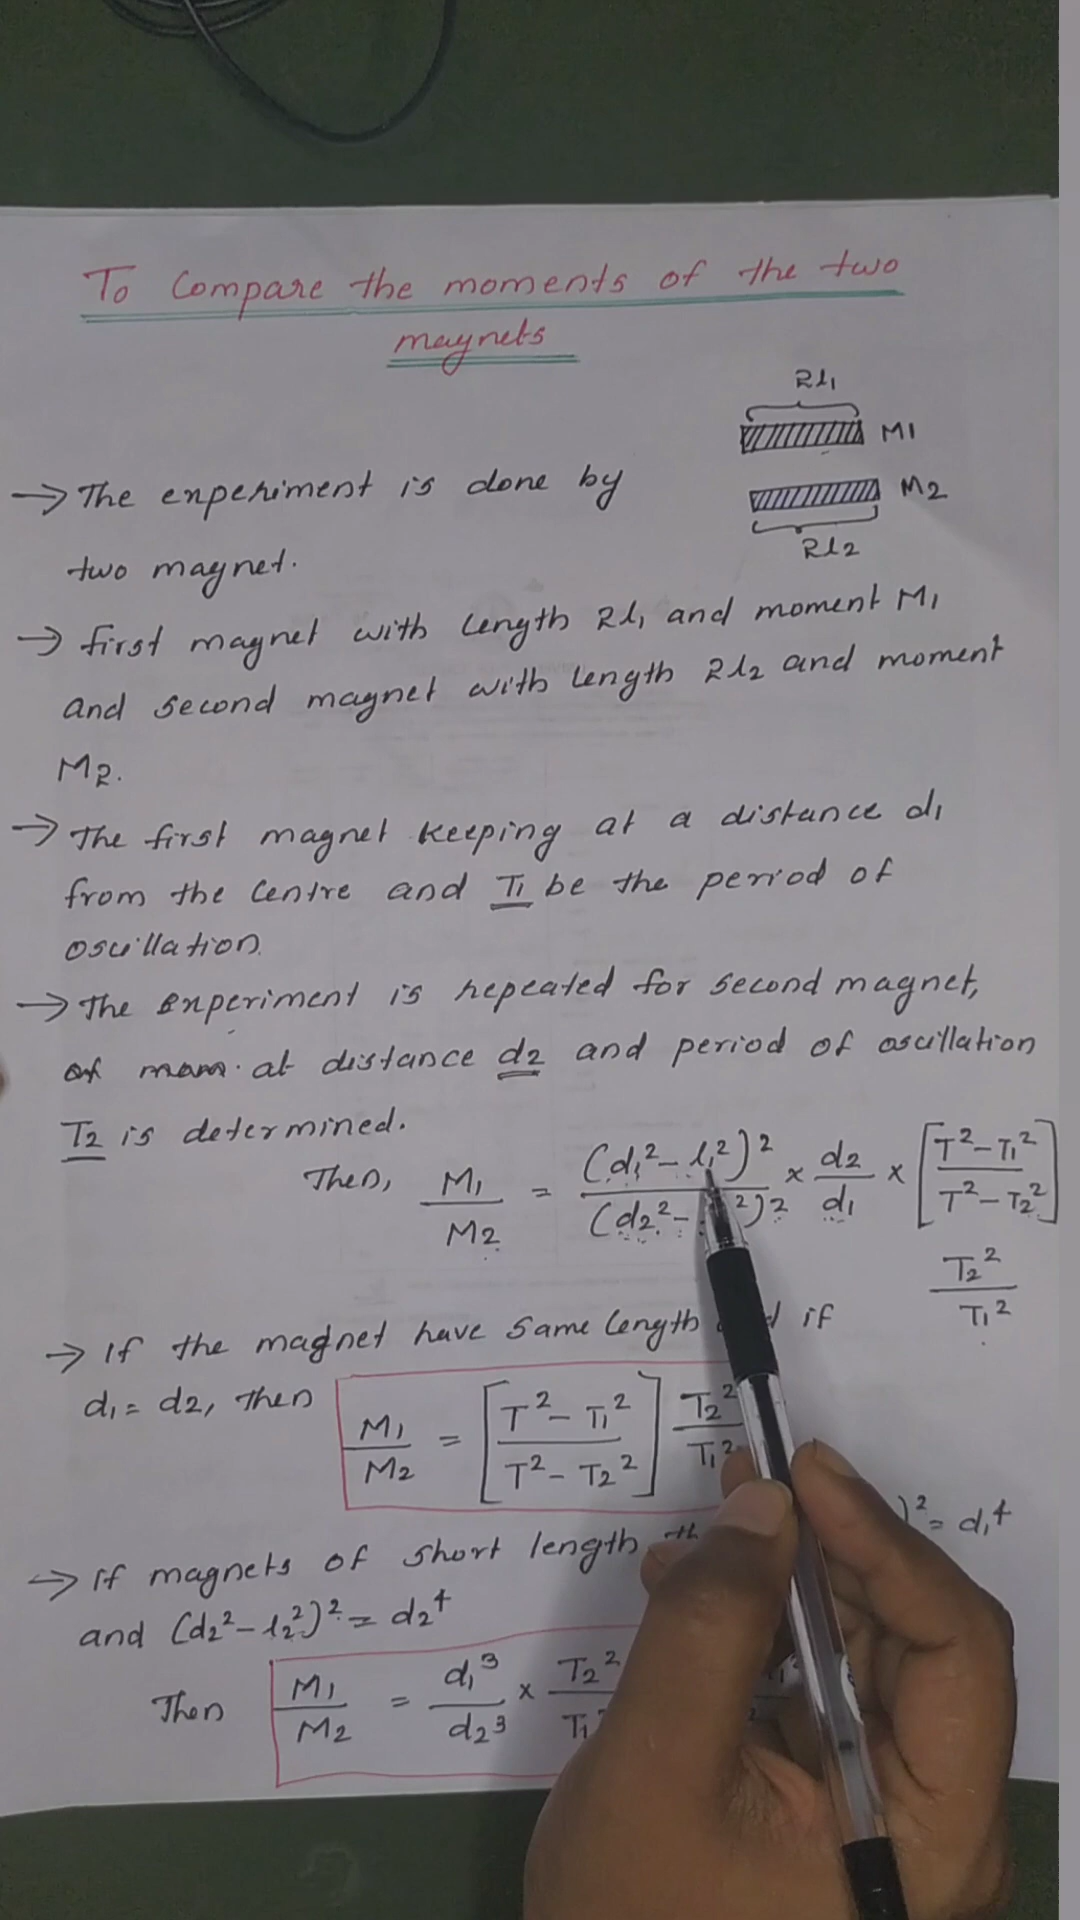 To Compare the moments of the two
magnets
2l1
M1
M2
2l2
→ The experiment is done by
two magnet.
→ first magnet with length 2l1 and moment M1
and second magnet with length 2l2 and moment
M2.
→ The first magnet keeping at a distance d1
from the Centre and T1 be the period of
oscillation.
→ The experiment is repeated for second magnet,
at distance d2 and period of oscillation
T2 is determined.
Then, M1/M2 = (d1²-l1²)²/(d2²- ²)² × d2/d1 × [T²-T1²/T²-T2²]
T2²/T1²
→ If the magnet have same length if
d1 = d2, then M1/M2 = [T²-T1²/T²-T2²] T2²/T1²
→ If magnets of short length )² = d1⁴
and (d2²-l2²)² = d2⁴
Then M1/M2 = d1³/d2³ × T2²/T1